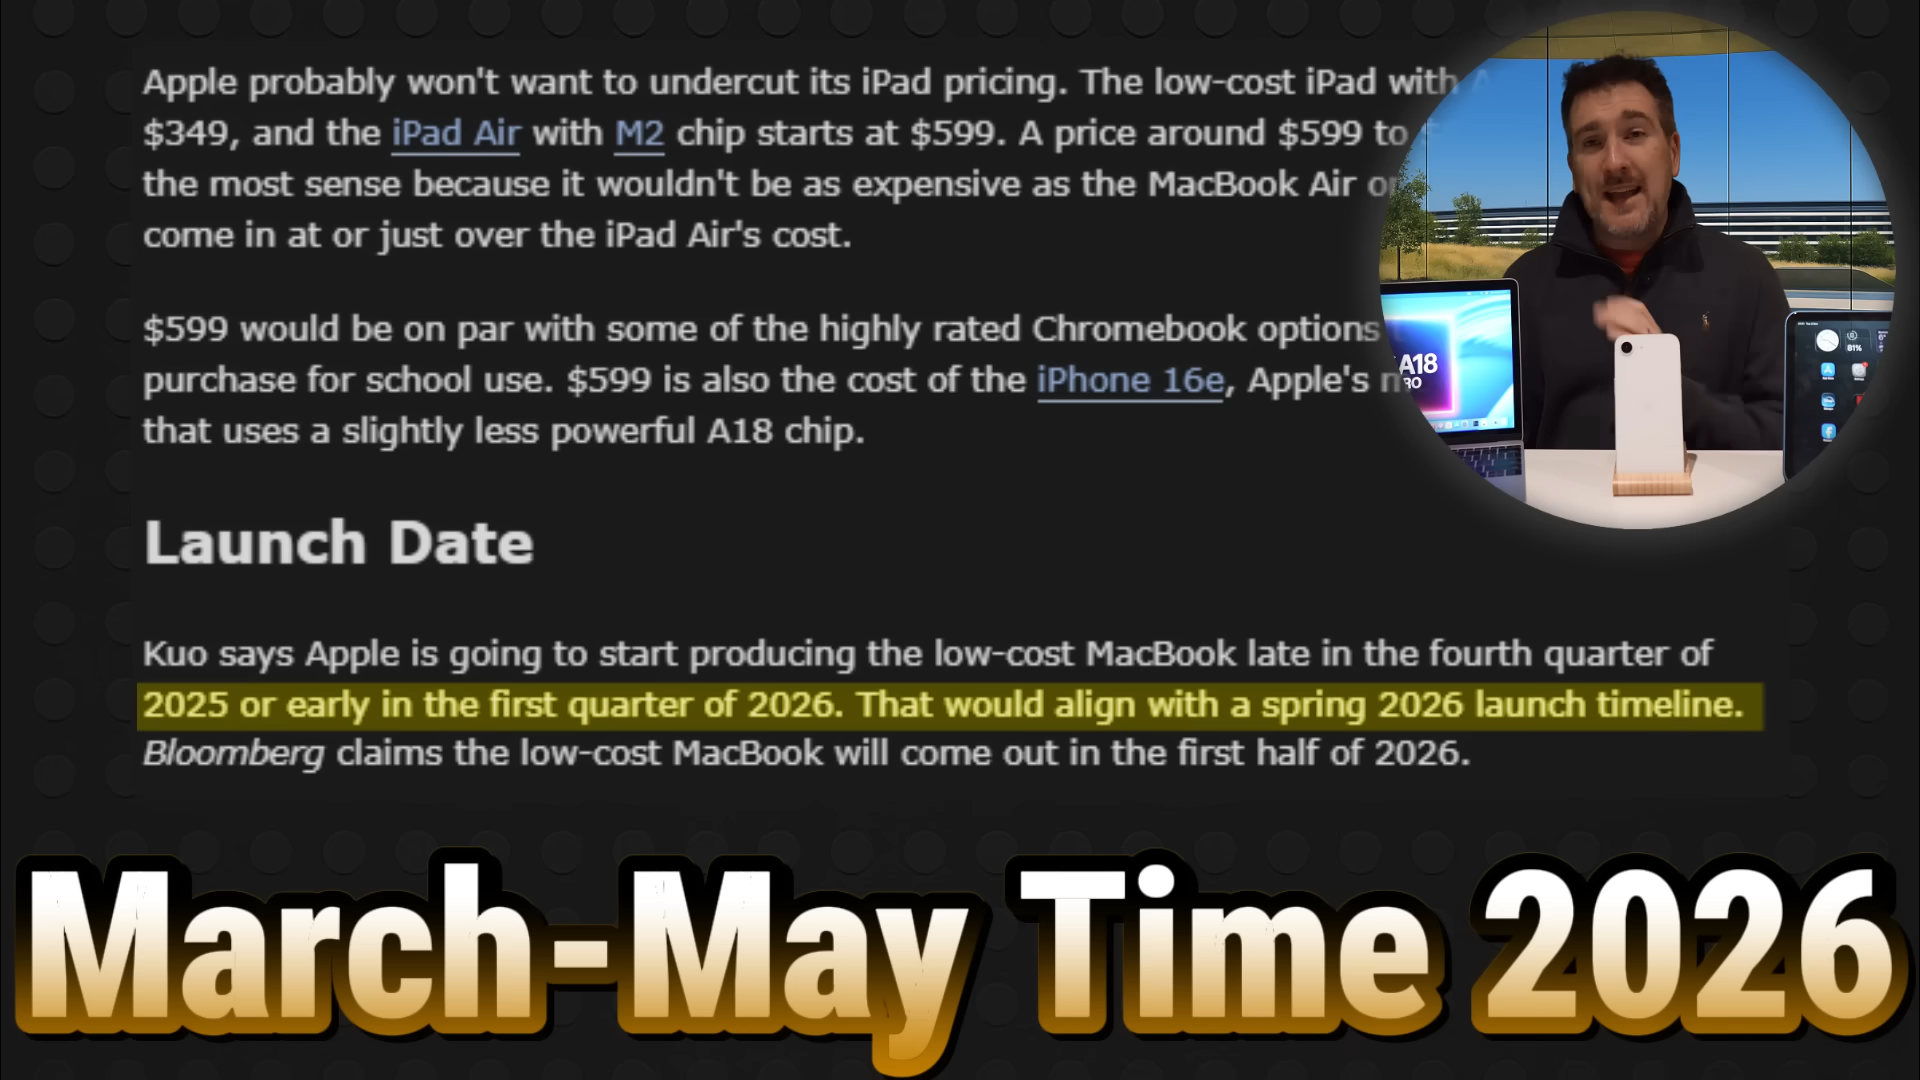 Apple probably won't want to undercut its iPad pricing. The low-cost iPad with
$349, and the iPad Air with M2 chip starts at $599. A price around $599 to
the most sense because it wouldn't be as expensive as the MacBook Air or
come in at or just over the iPad Air's cost.
$599 would be on par with some of the highly rated Chromebook options
purchase for school use. $599 is also the cost of the iPhone 16e, Apple's
that uses a slightly less powerful A18 chip.
A18
81%
Launch Date
Kuo says Apple is going to start producing the low-cost MacBook late in the fourth quarter of
2025 or early in the first quarter of 2026. That would align with a spring 2026 launch timeline.
Bloomberg claims the low-cost MacBook will come out in the first half of 2026.
March-May Time 2026